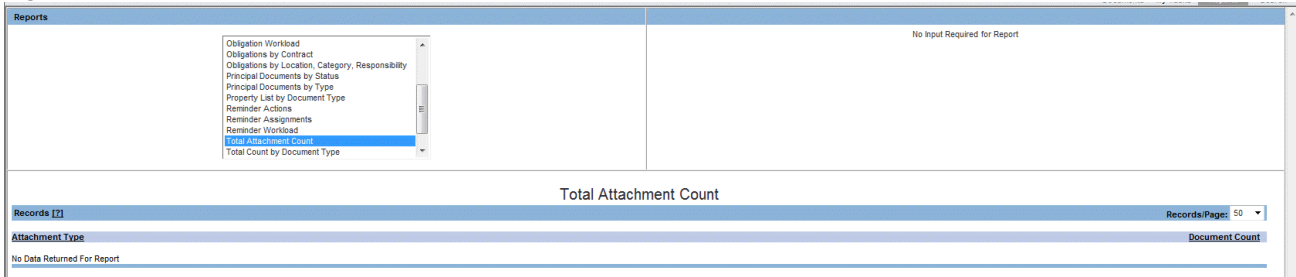 Reports
Obligation Workload
Obligations by Contract
Obligations by Location, Category, Responsibility
Principal Documents by Status
Principal Documents by Type
Property List by Document Type
Reminder Actions
Reminder Assignments
Reminder Workload
Total Attachment Count
Total Count by Document Type
No Input Required for Report
Total Attachment Count
Records [?] Records/Page: 50
Attachment Type Document Count
No Data Returned For Report